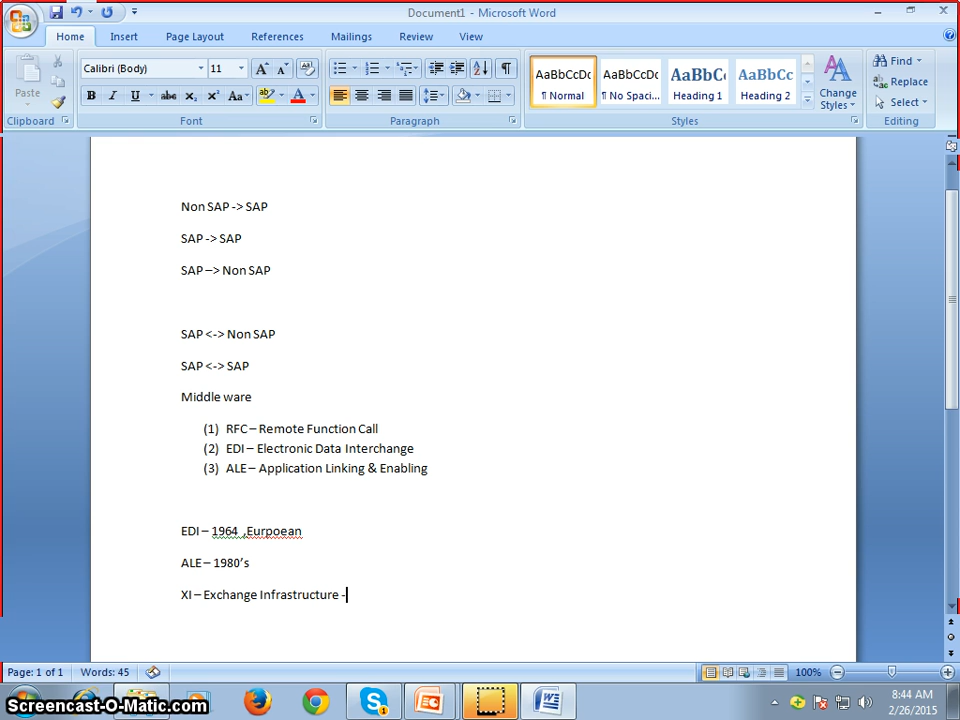 Document1 - Microsoft Word
Home Insert Page Layout References Mailings Review View
Paste
Calibri (Body) 11
B I U abc X₂ X² Aa
AaBbCcDc AaBbCcDc AaBbC AaBbCc
¶ Normal ¶ No Spaci... Heading 1 Heading 2
Change Styles
Find
Replace
Select
Clipboard Font Paragraph Styles Editing
Non SAP -> SAP
SAP -> SAP
SAP –> Non SAP
SAP <-> Non SAP
SAP <-> SAP
Middle ware
(1) RFC – Remote Function Call
(2) EDI – Electronic Data Interchange
(3) ALE – Application Linking & Enabling
EDI – 1964 ,Eurpoean
ALE – 1980's
XI – Exchange Infrastructure -
Page: 1 of 1 Words: 45 100%
Screencast-O-Matic.com
8:44 AM
2/26/2015